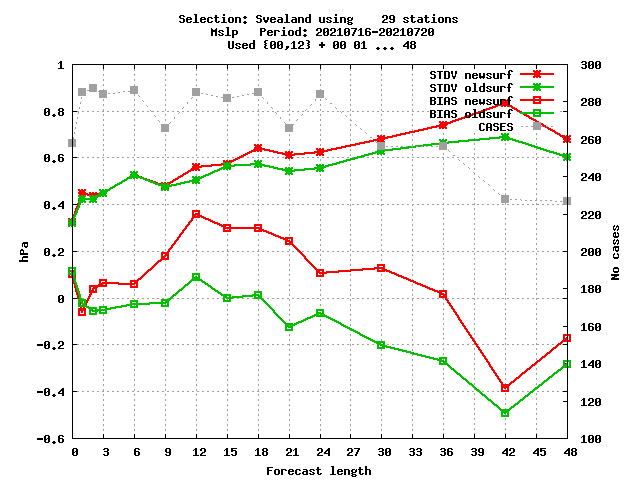 Selection: Svealand using    29 stations
Mslp   Period: 20210716-20210720
Used {00,12} + 00 01 ... 48
STDV newsurf
STDV oldsurf
BIAS newsurf
BIAS oldsurf
CASES
hPa
1
0.8
0.6
0.4
0.2
0
-0.2
-0.4
-0.6
No cases
300
280
260
240
220
200
180
160
140
120
100
0 3 6 9 12 15 18 21 24 27 30 33 36 39 42 45 48
Forecast length